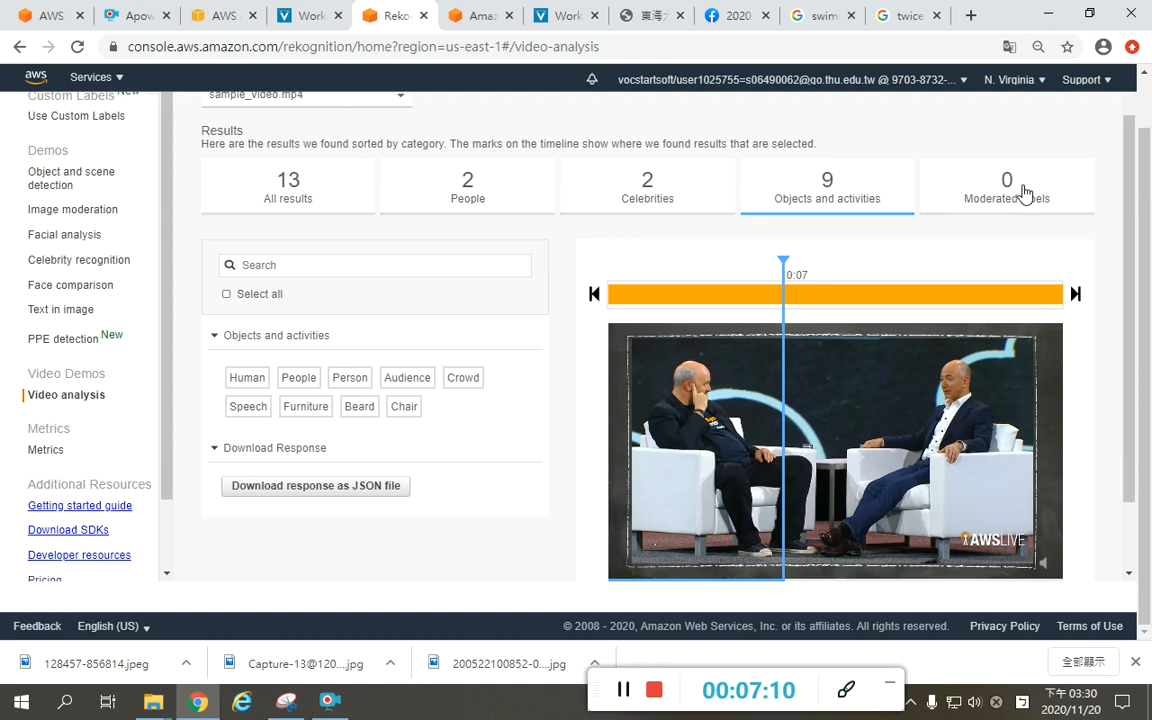 AWS
Apow
AWS
Work
Reko
Amaz
Work
東海
2020
swim
twice
console.aws.amazon.com/rekognition/home?region=us-east-1#/video-analysis
aws
Services
vocstartsoft/user1025755=s06490062@go.thu.edu.tw @ 9703-8732-...
N. Virginia
Support
Custom Labels New
Use Custom Labels
Demos
Object and scene
detection
Image moderation
Facial analysis
Celebrity recognition
Face comparison
Text in image
PPE detection New
Video Demos
Video analysis
Metrics
Metrics
Additional Resources
Getting started guide
Download SDKs
Developer resources
Pricing
sample_video.mp4
Results
Here are the results we found sorted by category. The marks on the timeline show where we found results that are selected.
13
All results
2
People
2
Celebrities
9
Objects and activities
0
Moderated labels
Search
Select all
Objects and activities
Human People Person Audience Crowd
Speech Furniture Beard Chair
Download Response
Download response as JSON file
0:07
AWSLIVE
Feedback
English (US)
© 2008 - 2020, Amazon Web Services, Inc. or its affiliates. All rights reserved.
Privacy Policy
Terms of Use
128457-856814.jpeg
Capture-13@120....jpg
200522100852-0....jpg
全部顯示
00:07:10
下午 03:30
2020/11/20